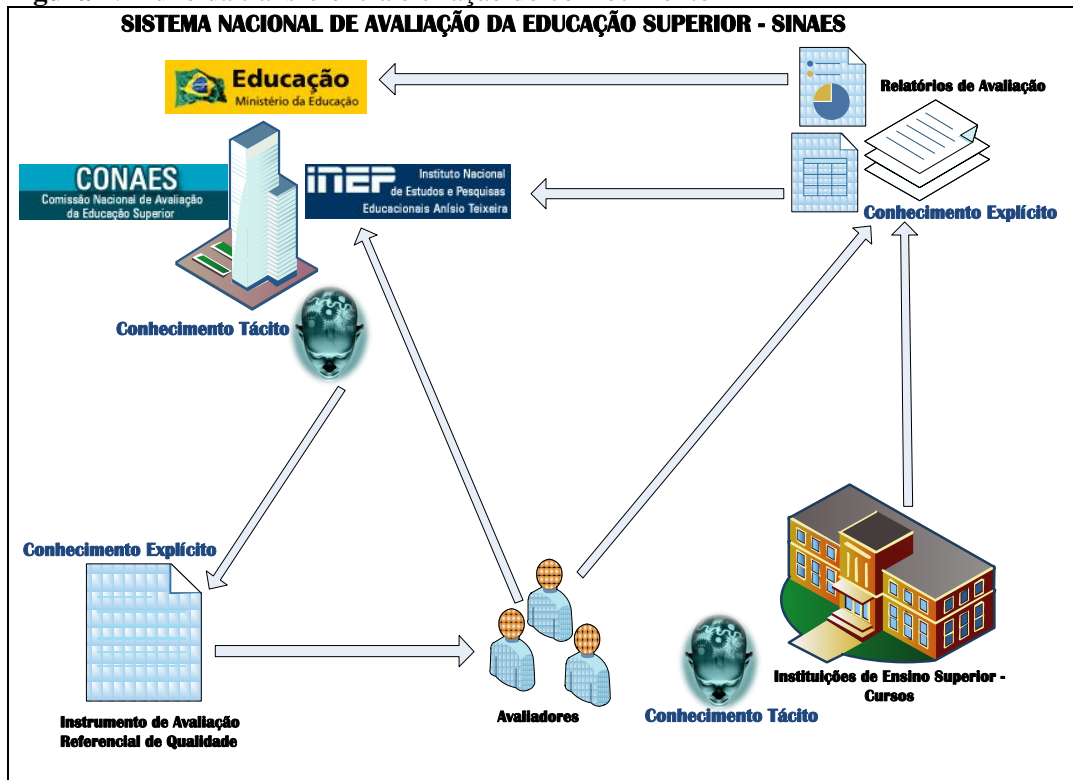 SISTEMA NACIONAL DE AVALIAÇÃO DA EDUCAÇÃO SUPERIOR - SINAES
Educação
Ministério da Educação
Relatórios de Avaliação
CONAES
Comissão Nacional de Avaliação
da Educação Superior
inep
Instituto Nacional
de Estudos e Pesquisas
Educacionais Anísio Teixeira
Conhecimento Explícito
Conhecimento Tácito
Conhecimento Explícito
Instrumento de Avaliação
Referencial de Qualidade
Avaliadores
Conhecimento Tácito
Instituições de Ensino Superior -
Cursos